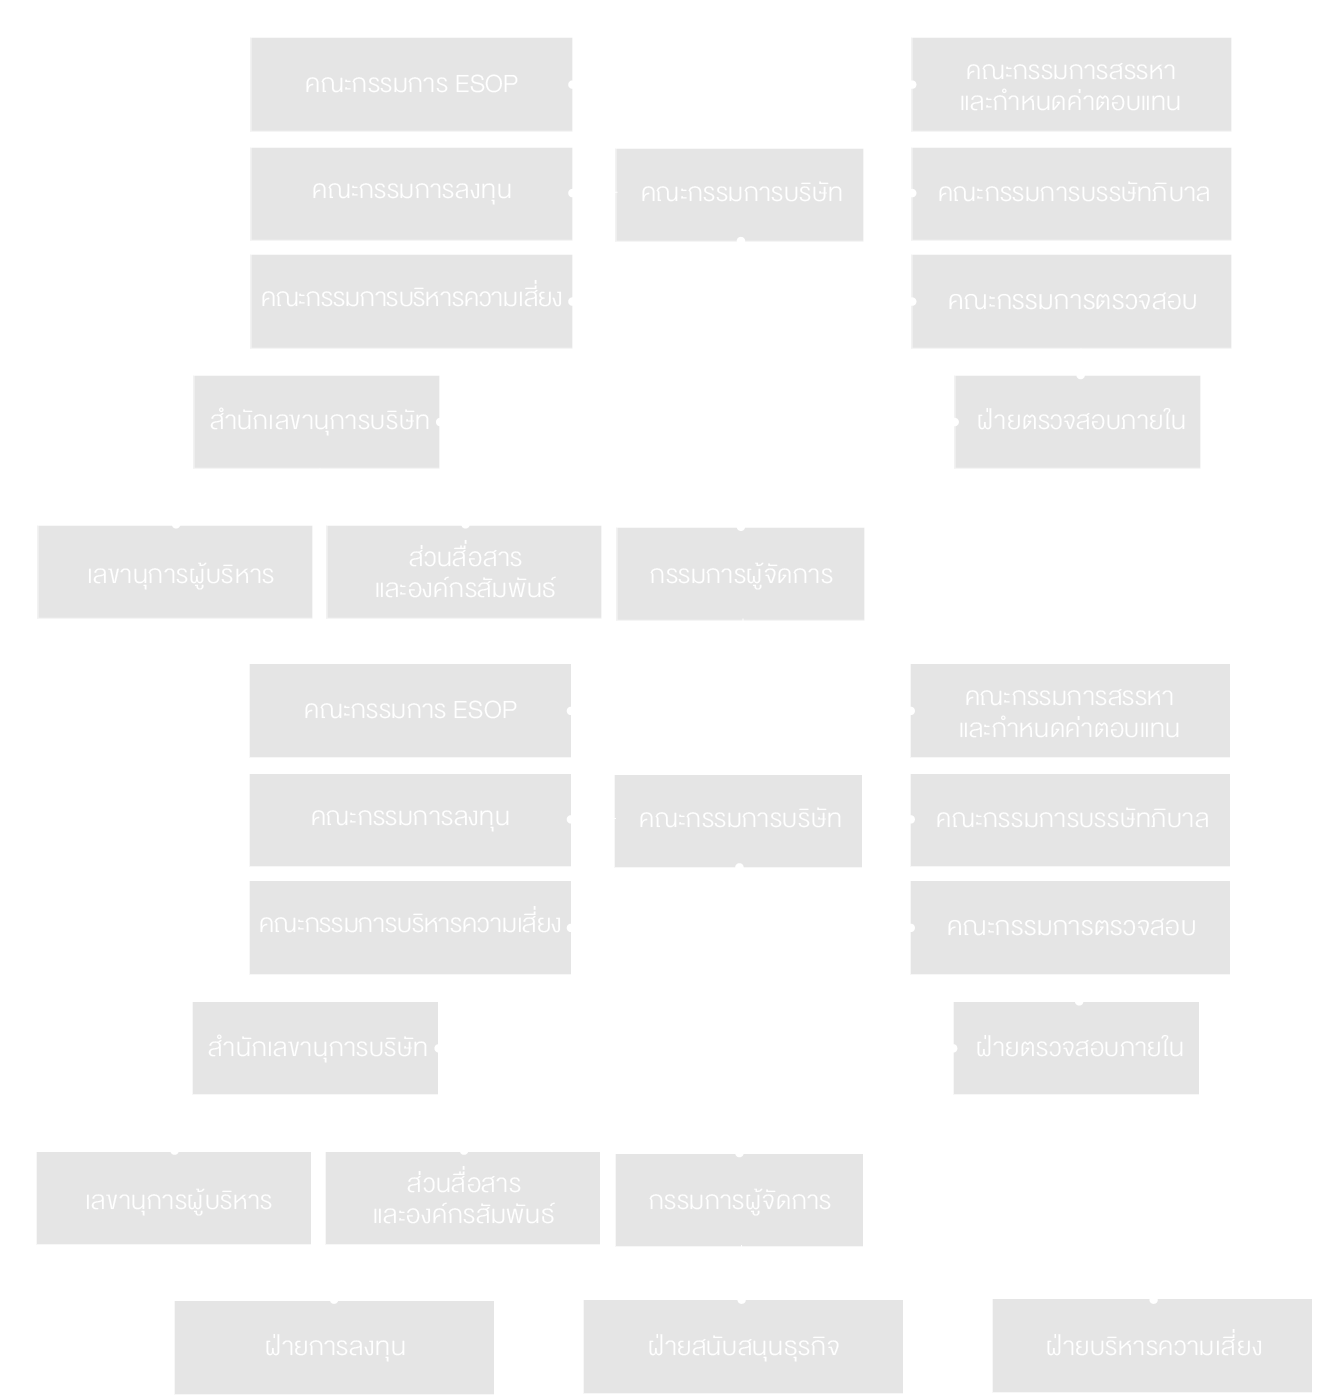 คณะกรรมการ ESOP
คณะกรรมการสรรหา
และกำหนดค่าตอบแทน
คณะกรรมการลงทุน
คณะกรรมการบริษัท
คณะกรรมการบรรษัทภิบาล
คณะกรรมการบริหารความเสี่ยง
คณะกรรมการตรวจสอบ
สำนักเลขานุการบริษัท
ฝ่ายตรวจสอบภายใน
เลขานุการผู้บริหาร
ส่วนสื่อสาร
และองค์กรสัมพันธ์
กรรมการผู้จัดการ
คณะกรรมการ ESOP
คณะกรรมการสรรหา
และกำหนดค่าตอบแทน
คณะกรรมการลงทุน
คณะกรรมการบริษัท
คณะกรรมการบรรษัทภิบาล
คณะกรรมการบริหารความเสี่ยง
คณะกรรมการตรวจสอบ
สำนักเลขานุการบริษัท
ฝ่ายตรวจสอบภายใน
เลขานุการผู้บริหาร
ส่วนสื่อสาร
และองค์กรสัมพันธ์
กรรมการผู้จัดการ
ฝ่ายการลงทุน
ฝ่ายสนับสนุนธุรกิจ
ฝ่ายบริหารความเสี่ยง